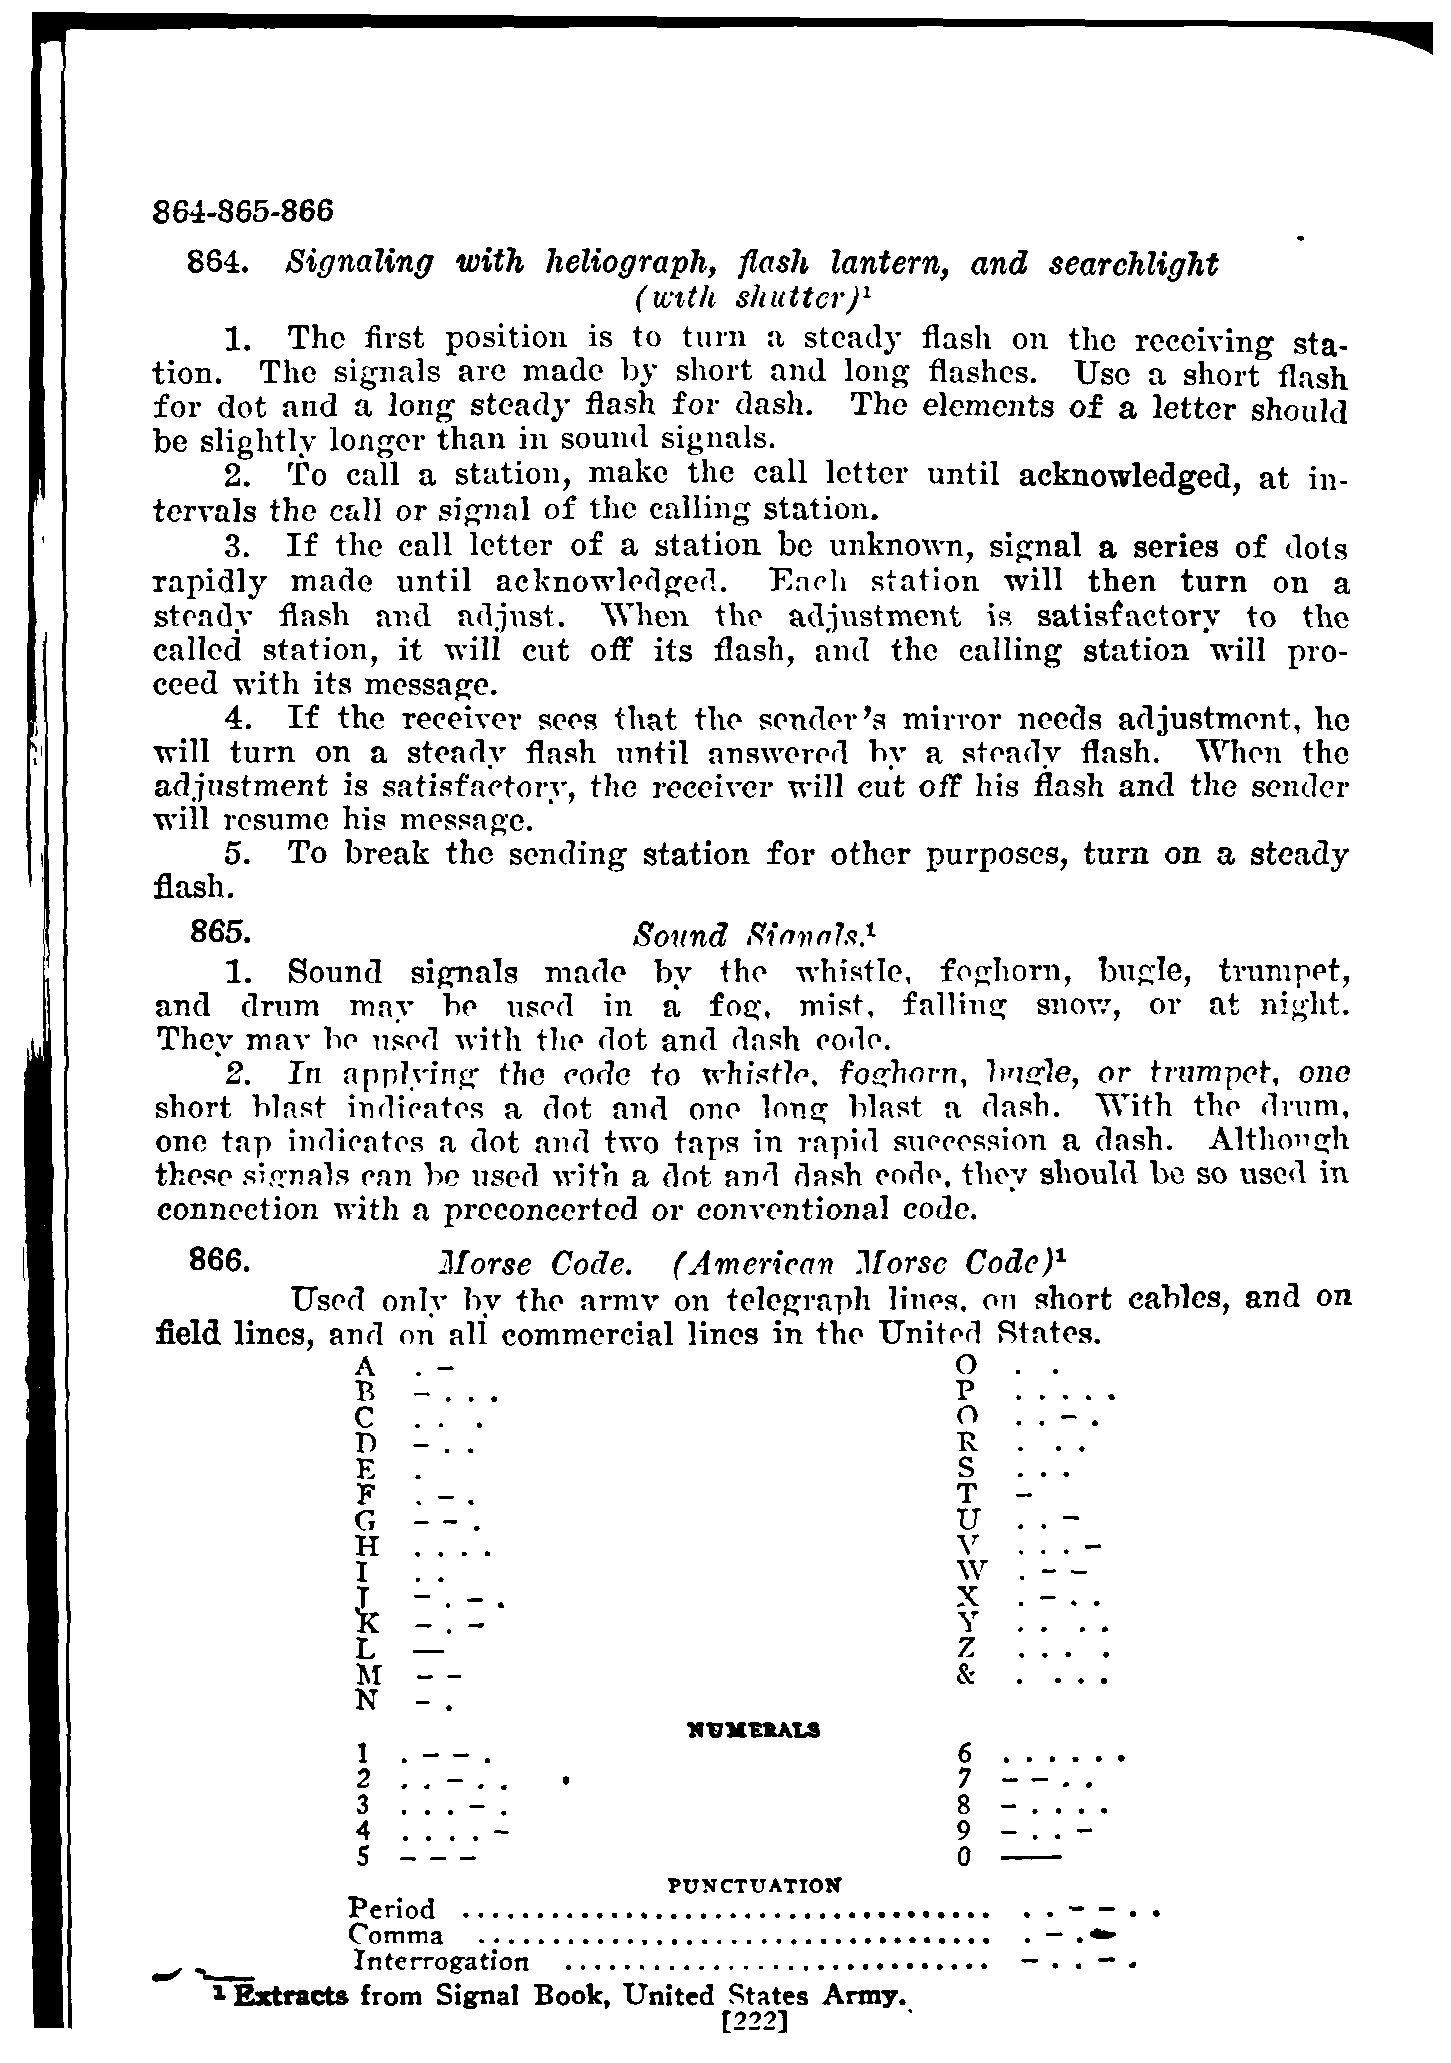 864-865-866
864. Signaling with heliograph, flash lantern, and searchlight
(with shutter)¹
1. The first position is to turn a steady flash on the receiving sta-
tion. The signals are made by short and long flashes. Use a short flash
for dot and a long steady flash for dash. The elements of a letter should
be slightly longer than in sound signals.
2. To call a station, make the call letter until acknowledged, at in-
tervals the call or signal of the calling station.
3. If the call letter of a station be unknown, signal a series of dots
rapidly made until acknowledged. Each station will then turn on a
steady flash and adjust. When the adjustment is satisfactory to the
called station, it will cut off its flash, and the calling station will pro-
ceed with its message.
4. If the receiver sees that the sender's mirror needs adjustment, he
will turn on a steady flash until answered by a steady flash. When the
adjustment is satisfactory, the receiver will cut off his flash and the sender
will resume his message.
5. To break the sending station for other purposes, turn on a steady
flash.
865. Sound Signals.¹
1. Sound signals made by the whistle, foghorn, bugle, trumpet,
and drum may be used in a fog, mist, falling snow, or at night.
They may be used with the dot and dash code.
2. In applying the code to whistle, foghorn, bugle, or trumpet, one
short blast indicates a dot and one long blast a dash. With the drum,
one tap indicates a dot and two taps in rapid succession a dash. Although
these signals can be used with a dot and dash code, they should be so used in
connection with a preconcerted or conventional code.
866. Morse Code. (American Morse Code)¹
Used only by the army on telegraph lines, on short cables, and on
field lines, and on all commercial lines in the United States.
A . - O . .
B - . . . P . . . . .
C . .  . Q . . - .
D - . . R .  . .
E . S . . .
F . - . T -
G - - . U . . -
H . . . . V . . . -
I . . W . - -
J - . - . X . - . .
K - . - Y . .  . .
L — Z . . .  .
M - - & .  . . .
N - .
NUMERALS
1 . - - . 6 . . . . . .
2 . . - . . 7 - - . .
3 . . . - . 8 - . . . .
4 . . . . - 9 - . . -
5 - - - 0 ——
PUNCTUATION
Period .................................... . . - - . .
Comma ................................... . - . -
Interrogation ............................. - . . - .
¹ Extracts from Signal Book, United States Army.
[222]